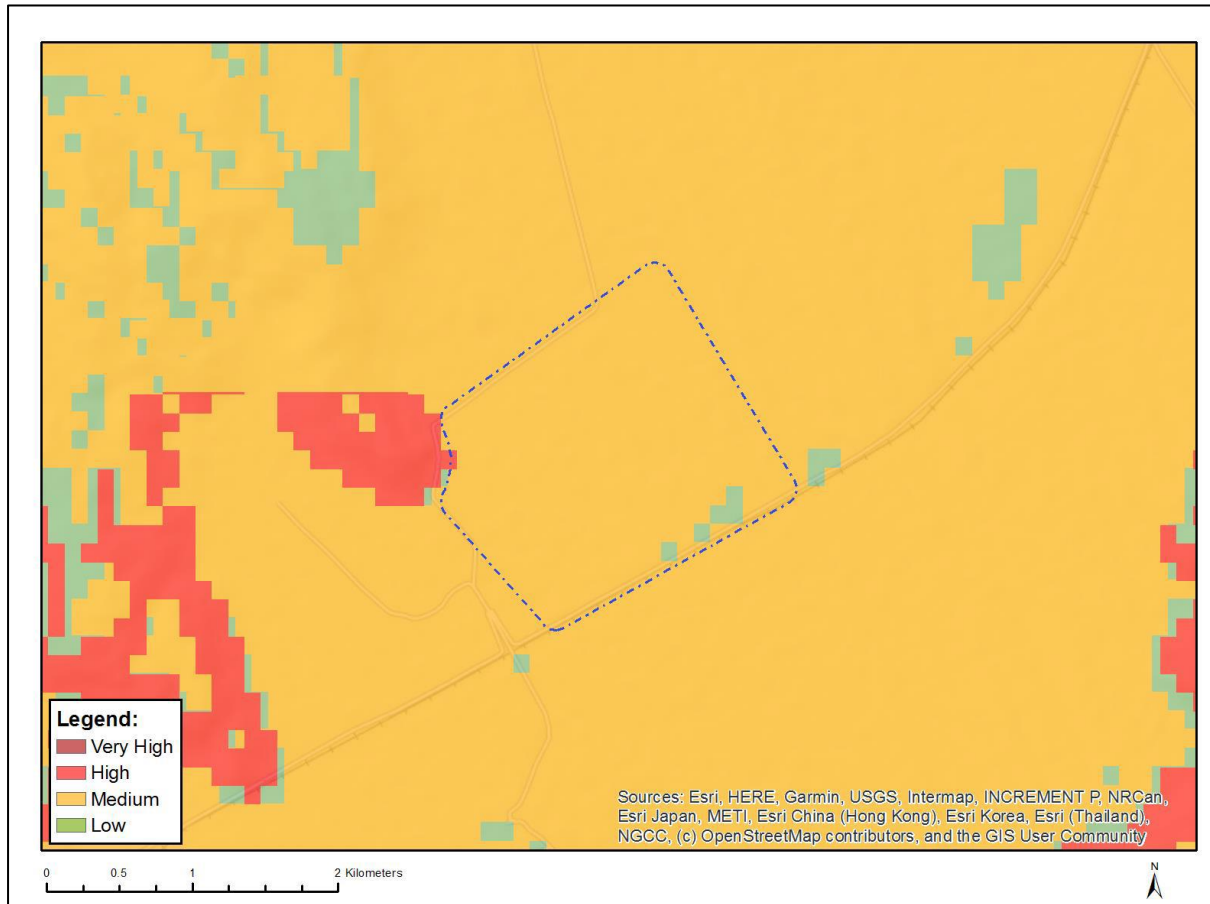 Legend:
Very High
High
Medium
Low
Sources: Esri, HERE, Garmin, USGS, Intermap, INCREMENT P, NRCan,
Esri Japan, METI, Esri China (Hong Kong), Esri Korea, Esri (Thailand),
NGCC, (c) OpenStreetMap contributors, and the GIS User Community
0 0.5 1 2 Kilometers
N